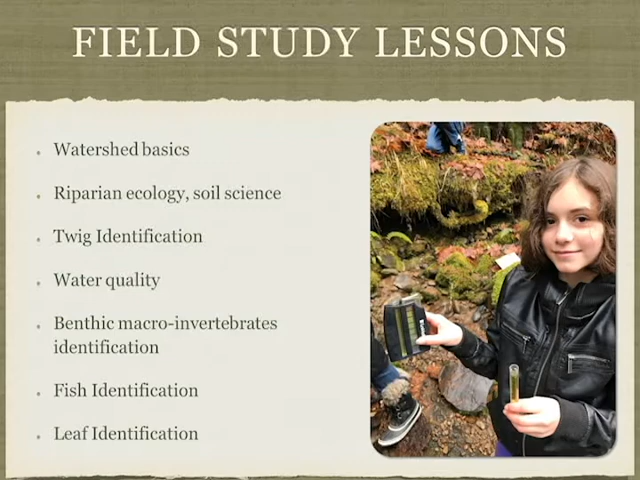 FIELD STUDY LESSONS
Watershed basics
Riparian ecology, soil science
Twig Identification
Water quality
Benthic macro-invertebrates
identification
Fish Identification
Leaf Identification